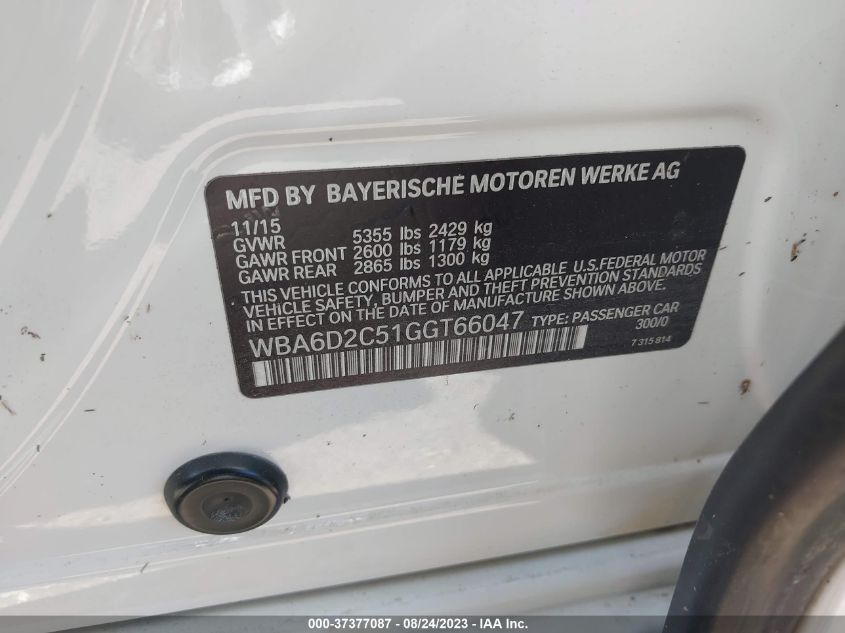 MFD BY BAYERISCHE MOTOREN WERKE AG
11/15
GVWR 5355 lbs 2429 kg
GAWR FRONT 2600 lbs 1179 kg
GAWR REAR 2865 lbs 1300 kg
THIS VEHICLE CONFORMS TO ALL APPLICABLE U.S.FEDERAL MOTOR
VEHICLE SAFETY, BUMPER AND THEFT PREVENTION STANDARDS
IN EFFECT ON THE DATE OF MANUFACTURE SHOWN ABOVE.
WBA6D2C51GGT66047 TYPE: PASSENGER CAR
300/0
7 315 814
000-37377087 - 08/24/2023 - IAA Inc.